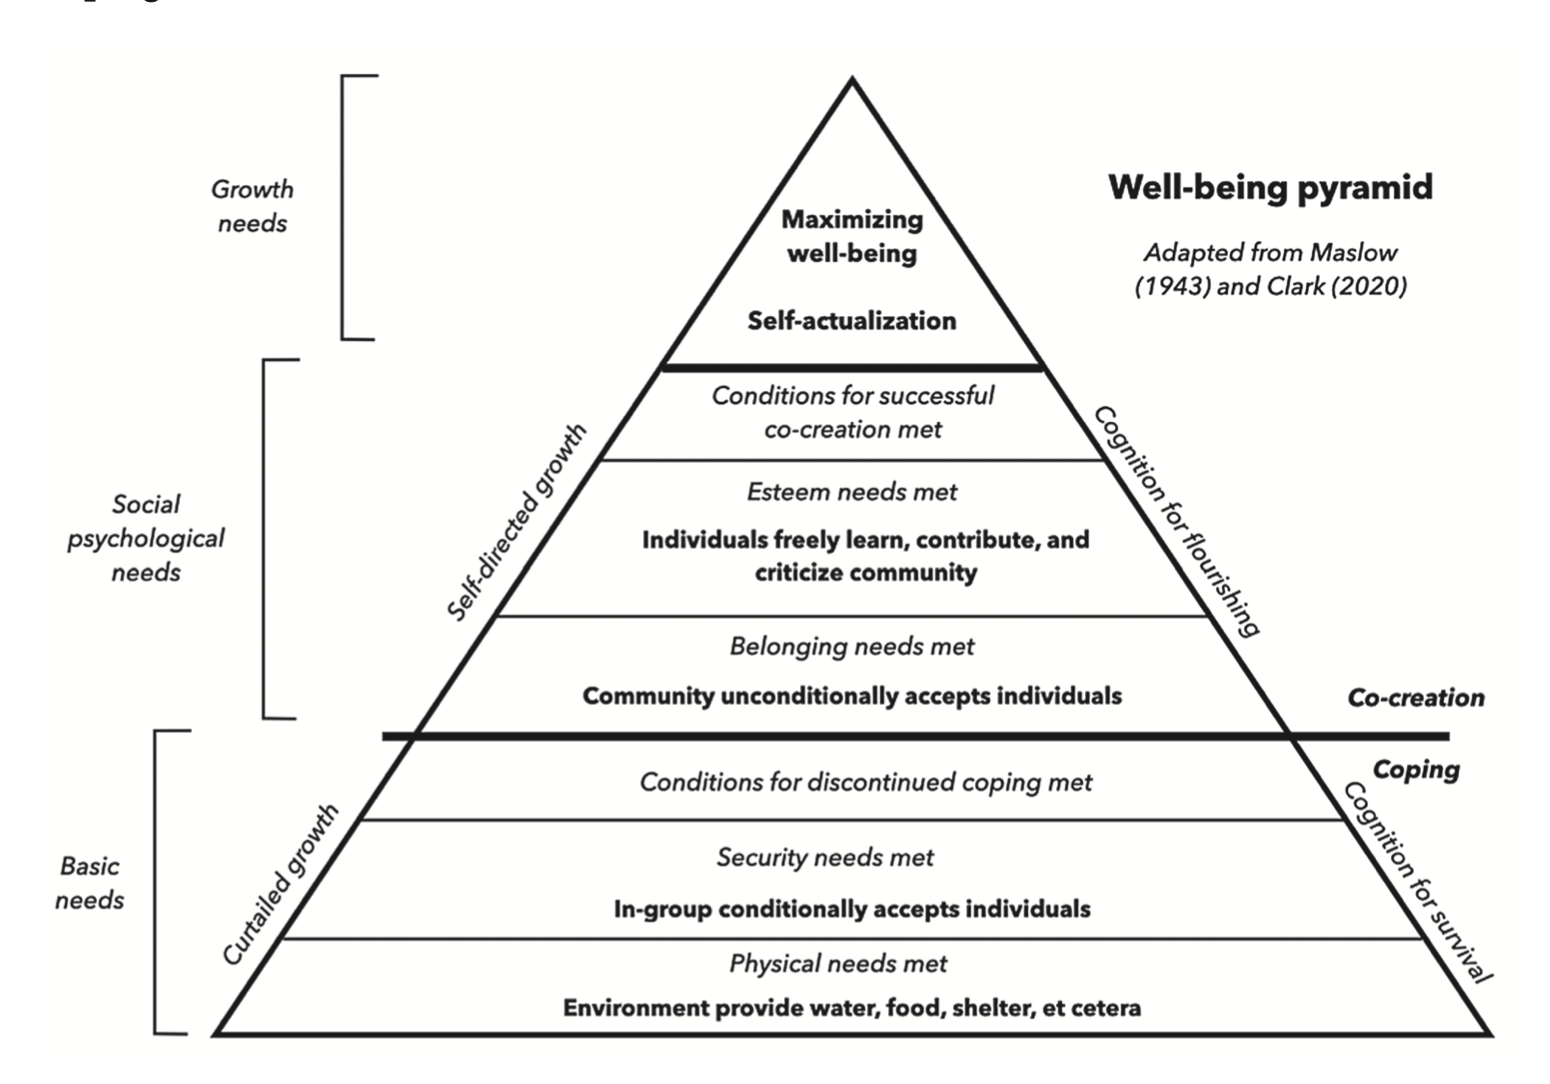 Growth
needs
Well-being pyramid
Adapted from Maslow
(1943) and Clark (2020)
Maximizing
well-being
Self-actualization
Conditions for successful
co-creation met
Social
psychological
needs
Self-directed growth
Cognition for flourishing
Esteem needs met
Individuals freely learn, contribute, and
criticize community
Belonging needs met
Community unconditionally accepts individuals
Co-creation
Coping
Conditions for discontinued coping met
Basic
needs
Curtailed growth
Cognition for survival
Security needs met
In-group conditionally accepts individuals
Physical needs met
Environment provide water, food, shelter, et cetera